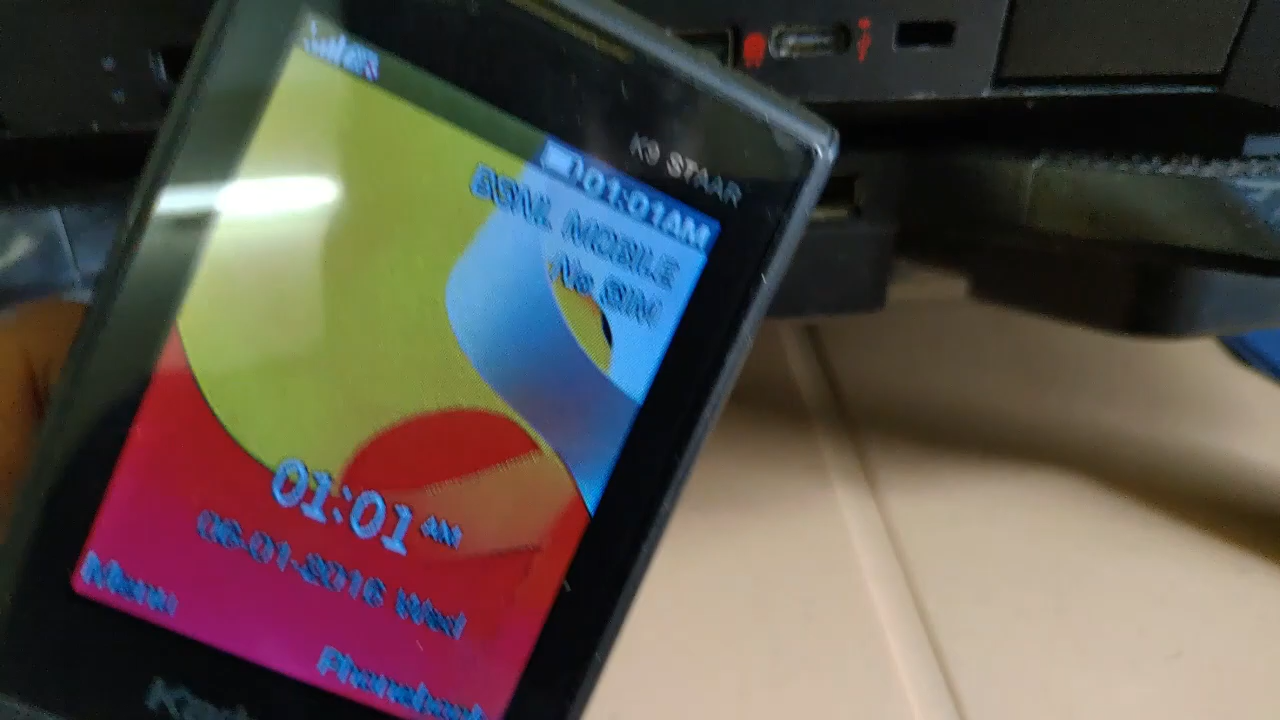 K9 STAAR
01:01AM
BSNL MOBILE
No SIM
01:01 AM
06-01-2016 Wed
Menu
Phonebook